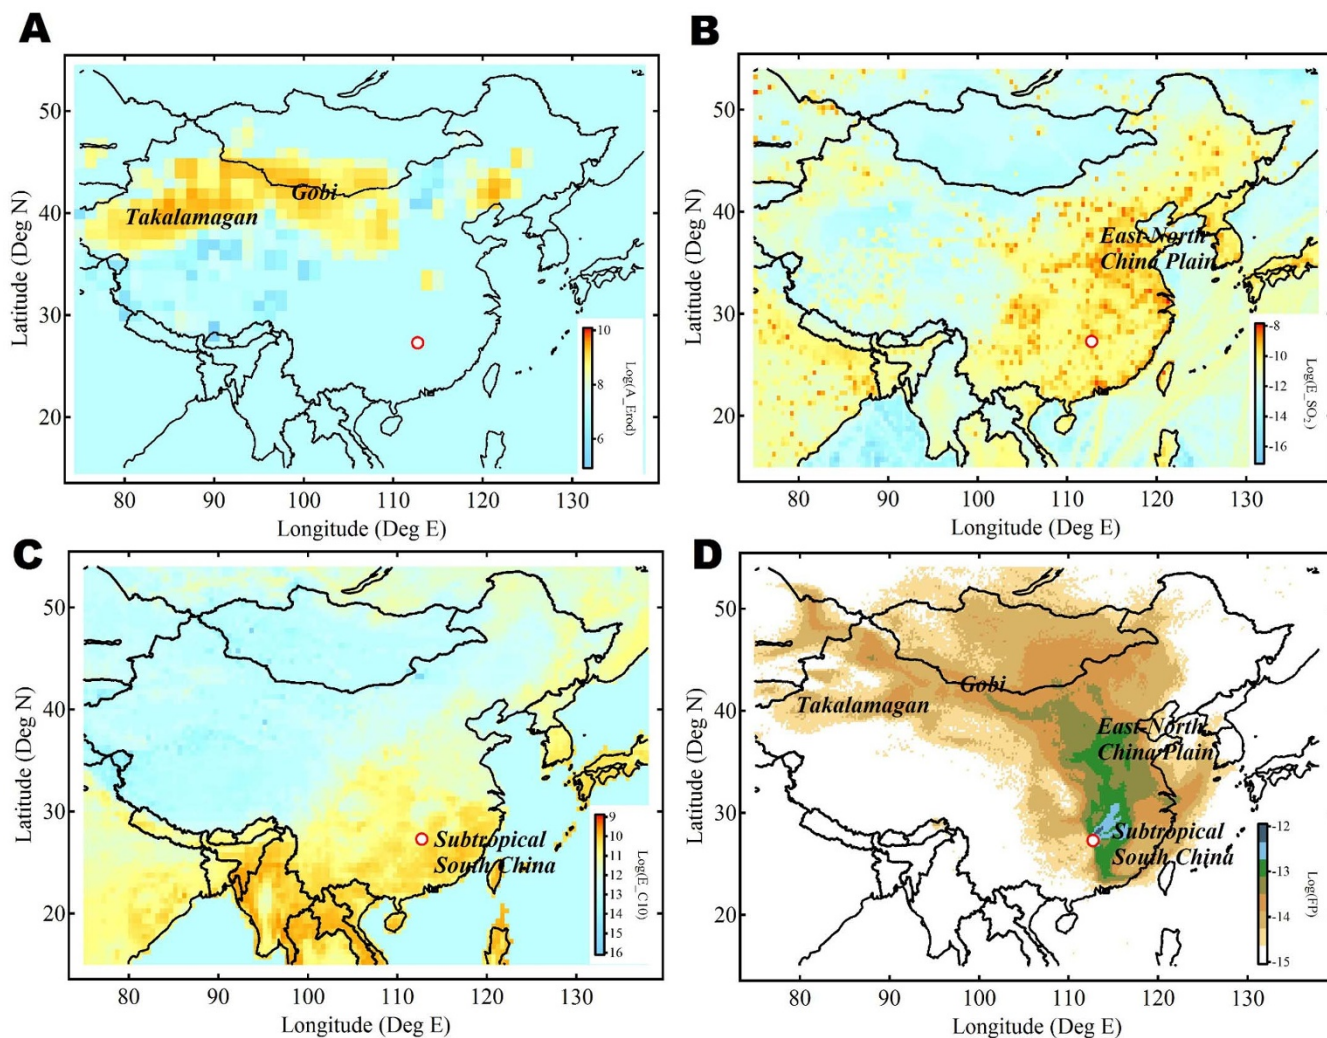 A
50
40
30
20
Latitude (Deg N)
Gobi
Takalamagan
10
8
6
Log(A_Erod)
80 90 100 110 120 130
Longitude (Deg E)
B
50
40
30
20
Latitude (Deg N)
East-North
China Plain
-8
-10
-12
-14
-16
Log(E_SO₂)
80 90 100 110 120 130
Longitude (Deg E)
C
50
40
30
20
Latitude (Deg N)
Subtropical
South China
9
10
11
12
13
14
15
16
Log(E_C10)
80 90 100 110 120 130
Longitude (Deg E)
D
50
40
30
20
Latitude (Deg N)
Gobi
Takalamagan
East-North
China Plain
Subtropical
South China
-12
-13
-14
-15
Log(FP)
80 90 100 110 120 130
Longitude (Deg E)